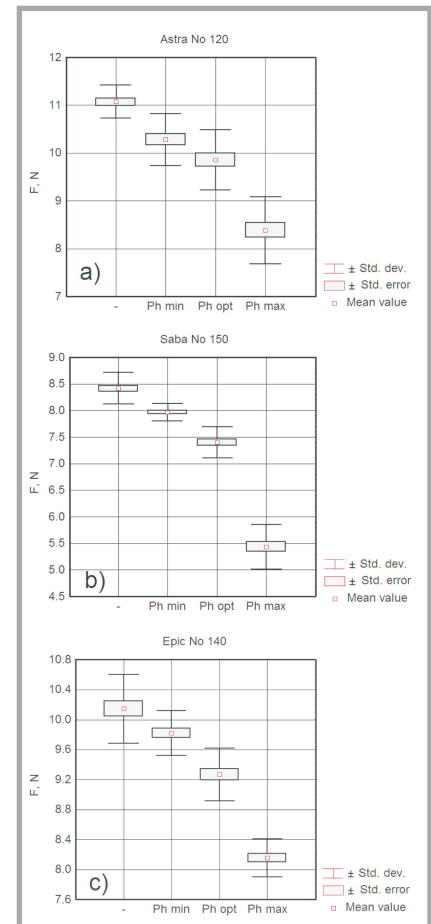 Astra No 120
12
11
10
9
8
7
F, N
a)
- Ph min Ph opt Ph max
± Std. dev.
± Std. error
Mean value
Saba No 150
9.0
8.5
8.0
7.5
7.0
6.5
6.0
5.5
5.0
4.5
F, N
b)
- Ph min Ph opt Ph max
± Std. dev.
± Std. error
Mean value
Epic No 140
10.8
10.4
10.0
9.6
9.2
8.8
8.4
8.0
7.6
F, N
c)
- Ph min Ph opt Ph max
± Std. dev.
± Std. error
Mean value